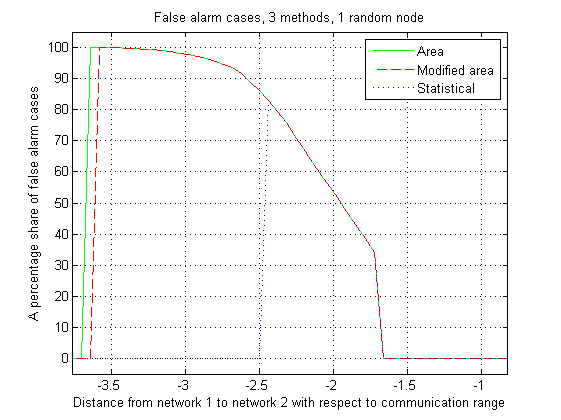 False alarm cases, 3 methods, 1 random node
Area
Modified area
Statistical
A percentage share of false alarm cases
100
90
80
70
60
50
40
30
20
10
0
-3.5
-3
-2.5
-2
-1.5
-1
Distance from network 1 to network 2 with respect to communication range